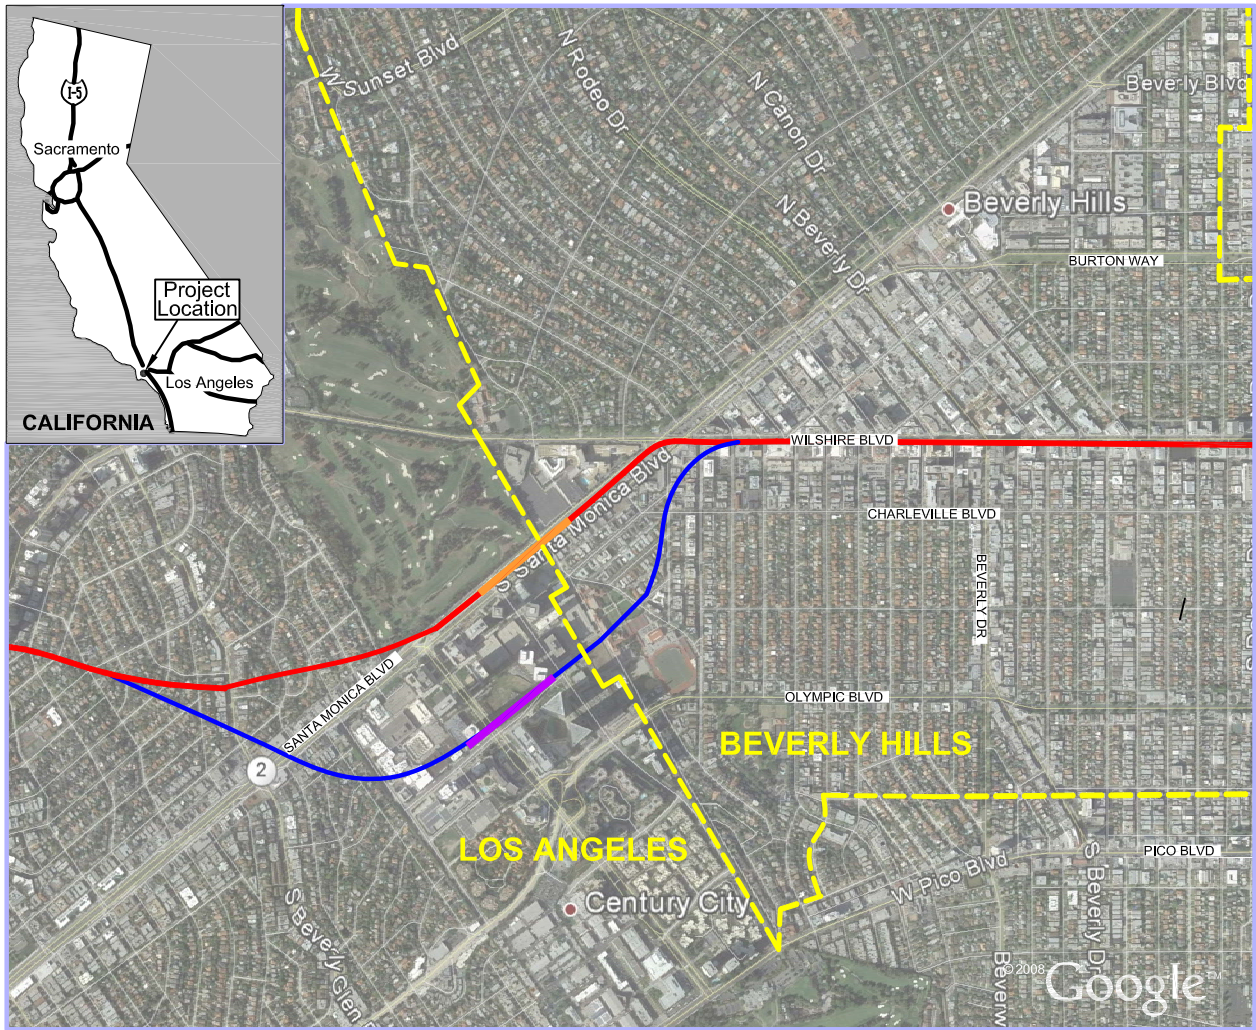 I-5
Sacramento
Project
Location
Los Angeles
CALIFORNIA
W Sunset Blvd
N Rodeo Dr
N Canon Dr
N Beverly Dr
Beverly Blvd
Beverly Hills
BURTON WAY
WILSHIRE BLVD
S Santa Monica Blvd
CHARLEVILLE BLVD
BEVERLY DR.
SANTA MONICA BLVD
OLYMPIC BLVD
BEVERLY HILLS
2
LOS ANGELES
PICO BLVD
W Pico Blvd
S Beverly Dr
Century City
S Beverly Glen
Beverw
©2008 Google™